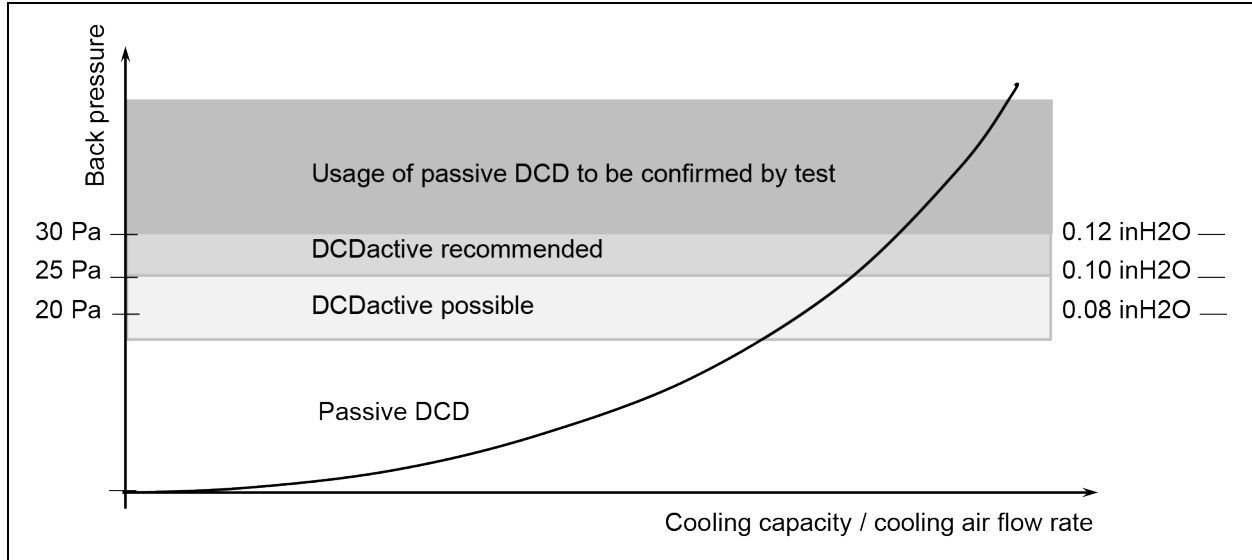 Back pressure
Usage of passive DCD to be confirmed by test
30 Pa
0.12 inH2O
DCDactive recommended
25 Pa
0.10 inH2O
DCDactive possible
20 Pa
0.08 inH2O
Passive DCD
Cooling capacity / cooling air flow rate